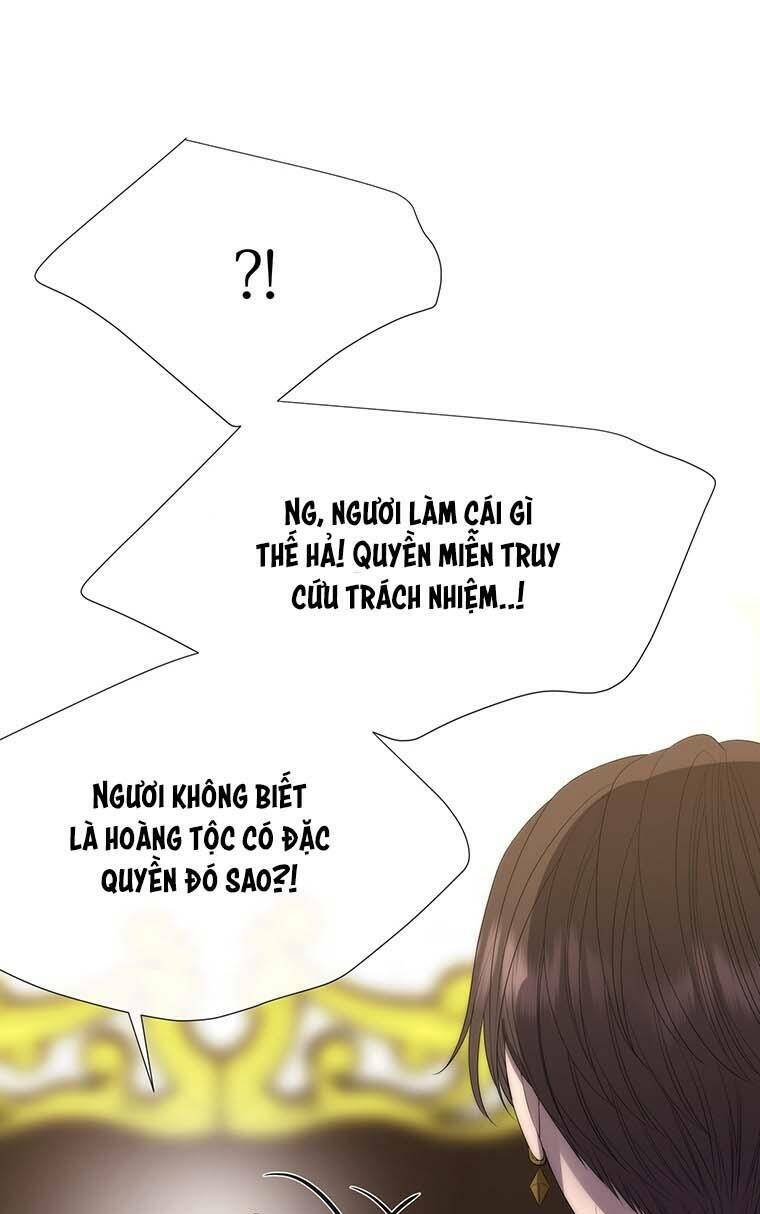 ?!
NG, NGƯƠI LÀM CÁI GÌ
THẾ HẢ! QUYỀN MIỄN TRUY
CỨU TRÁCH NHIỆM..!
NGƯƠI KHÔNG BIẾT
LÀ HOÀNG TỘC CÓ ĐẶC
QUYỀN ĐÓ SAO?!